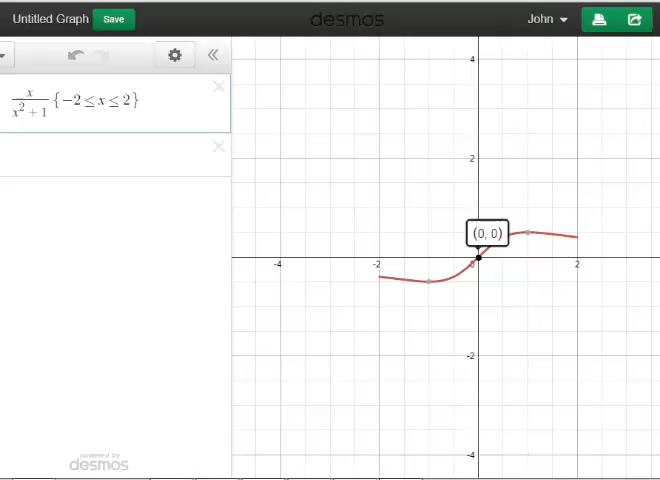 Untitled Graph Save desmos John
x/(x^2 + 1) {−2 ≤ x ≤ 2}
4
2
(0, 0)
-4 -2 0 2
-2
-4
powered by
desmos